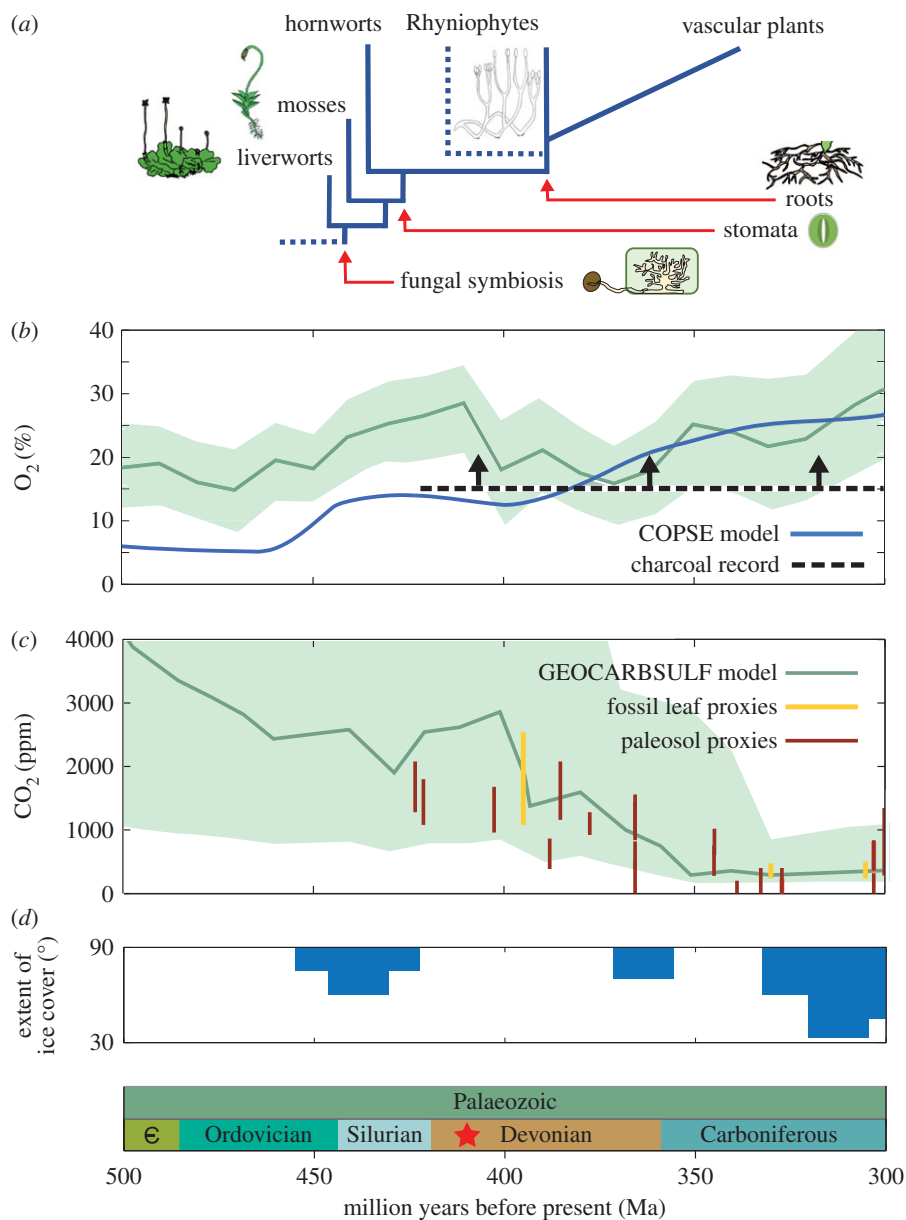 (a)
hornworts
Rhyniophytes
vascular plants
mosses
liverworts
roots
stomata
fungal symbiosis
(b)
40
30
20
10
0
O2 (%)
COPSE model
charcoal record
(c)
4000
3000
2000
1000
0
CO2 (ppm)
GEOCARBSULF model
fossil leaf proxies
paleosol proxies
(d)
90
30
extent of
ice cover (°)
Palaeozoic
Є Ordovician Silurian Devonian Carboniferous
500 450 400 350 300
million years before present (Ma)